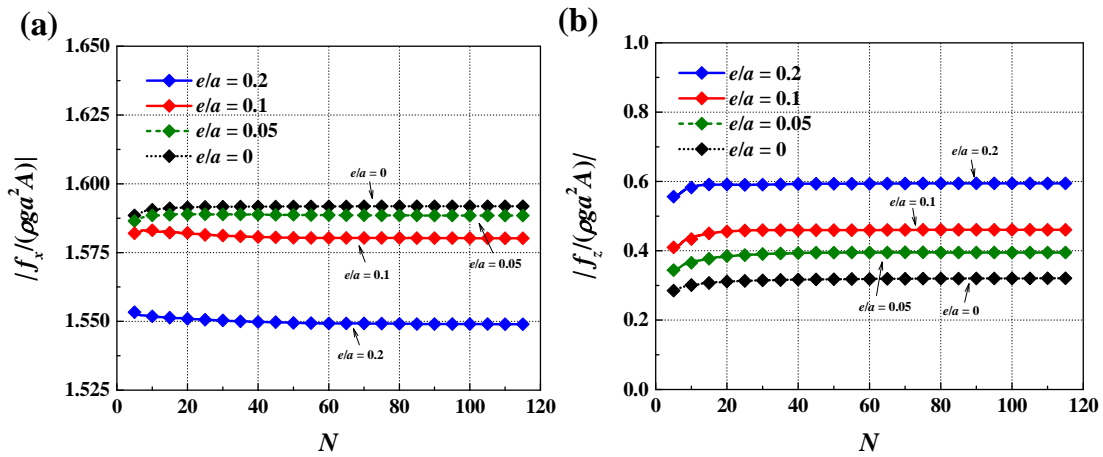 (a)
|f_x/(ρga²A)|
1.650
1.625
1.600
1.575
1.550
1.525
e/a = 0.2
e/a = 0.1
e/a = 0.05
e/a = 0
e/a = 0
e/a = 0.05
e/a = 0.1
e/a = 0.2
0 20 40 60 80 100 120
N
(b)
|f_z/(ρga²A)|
1.0
0.8
0.6
0.4
0.2
0.0
e/a = 0.2
e/a = 0.1
e/a = 0.05
e/a = 0
e/a = 0.2
e/a = 0.1
e/a = 0.05
e/a = 0
0 20 40 60 80 100 120
N